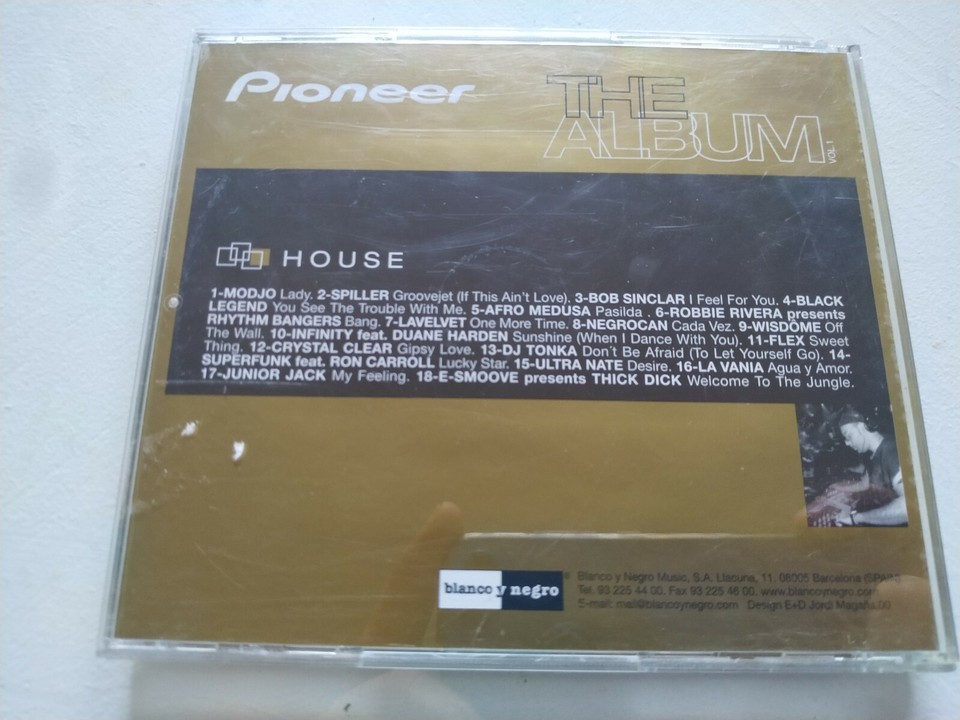 Pioneer
THE
ALBUM
VOL.1
HOUSE
1-MODJO Lady. 2-SPILLER Groovejet (If This Ain't Love). 3-BOB SINCLAR I Feel For You. 4-BLACK
LEGEND You See The Trouble With Me. 5-AFRO MEDUSA Pasilda . 6-ROBBIE RIVERA presents
RHYTHM BANGERS Bang. 7-LAVELVET One More Time. 8-NEGROCAN Cada Vez. 9-WISDÔME Off
The Wall. 10-INFINITY feat. DUANE HARDEN Sunshine (When I Dance With You). 11-FLEX Sweet
Thing. 12-CRYSTAL CLEAR Gipsy Love. 13-DJ TONKA Don´t Be Afraid (To Let Yourself Go). 14-
SUPERFUNK feat. RON CARROLL Lucky Star. 15-ULTRA NATE Desire. 16-LA VANIA Agua y Amor.
17-JUNIOR JACK My Feeling. 18-E-SMOOVE presents THICK DICK Welcome To The Jungle.
blanco y negro
Blanco y Negro Music, S.A. Llacuna, 11. 08005 Barcelona (SPAIN)
Tel. 93 225 44 00. Fax 93 225 46 00. www.blancoynegro.com
E-mail: mail@blancoynegro.com Design E+D Jordi Magaña.00